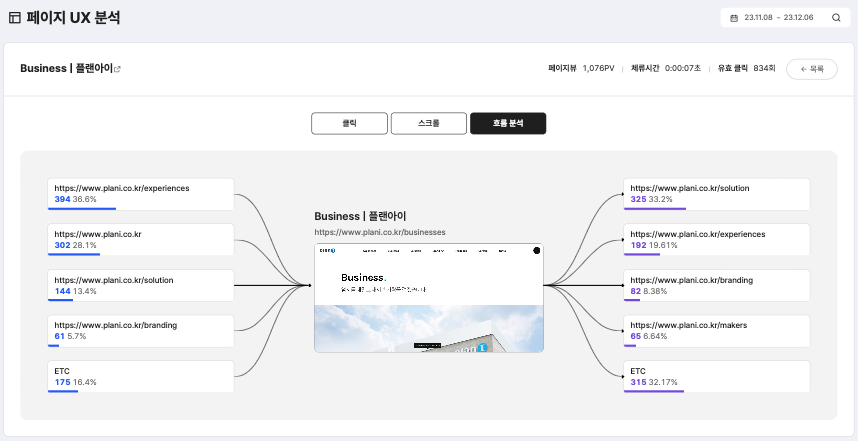 페이지 UX 분석
23.11.08 - 23.12.06
Business | 플랜아이
페이지뷰 1,076PV
체류시간 0:00:07초
유효 클릭 834회
← 목록
클릭
스크롤
흐름 분석
https://www.plani.co.kr/experiences
394 36.6%
https://www.plani.co.kr
302 28.1%
https://www.plani.co.kr/solution
144 13.4%
https://www.plani.co.kr/branding
61 5.7%
ETC
175 16.4%
Business | 플랜아이
https://www.plani.co.kr/businesses
Business.
https://www.plani.co.kr/solution
325 33.2%
https://www.plani.co.kr/experiences
192 19.61%
https://www.plani.co.kr/branding
82 8.38%
https://www.plani.co.kr/makers
65 6.64%
ETC
315 32.17%